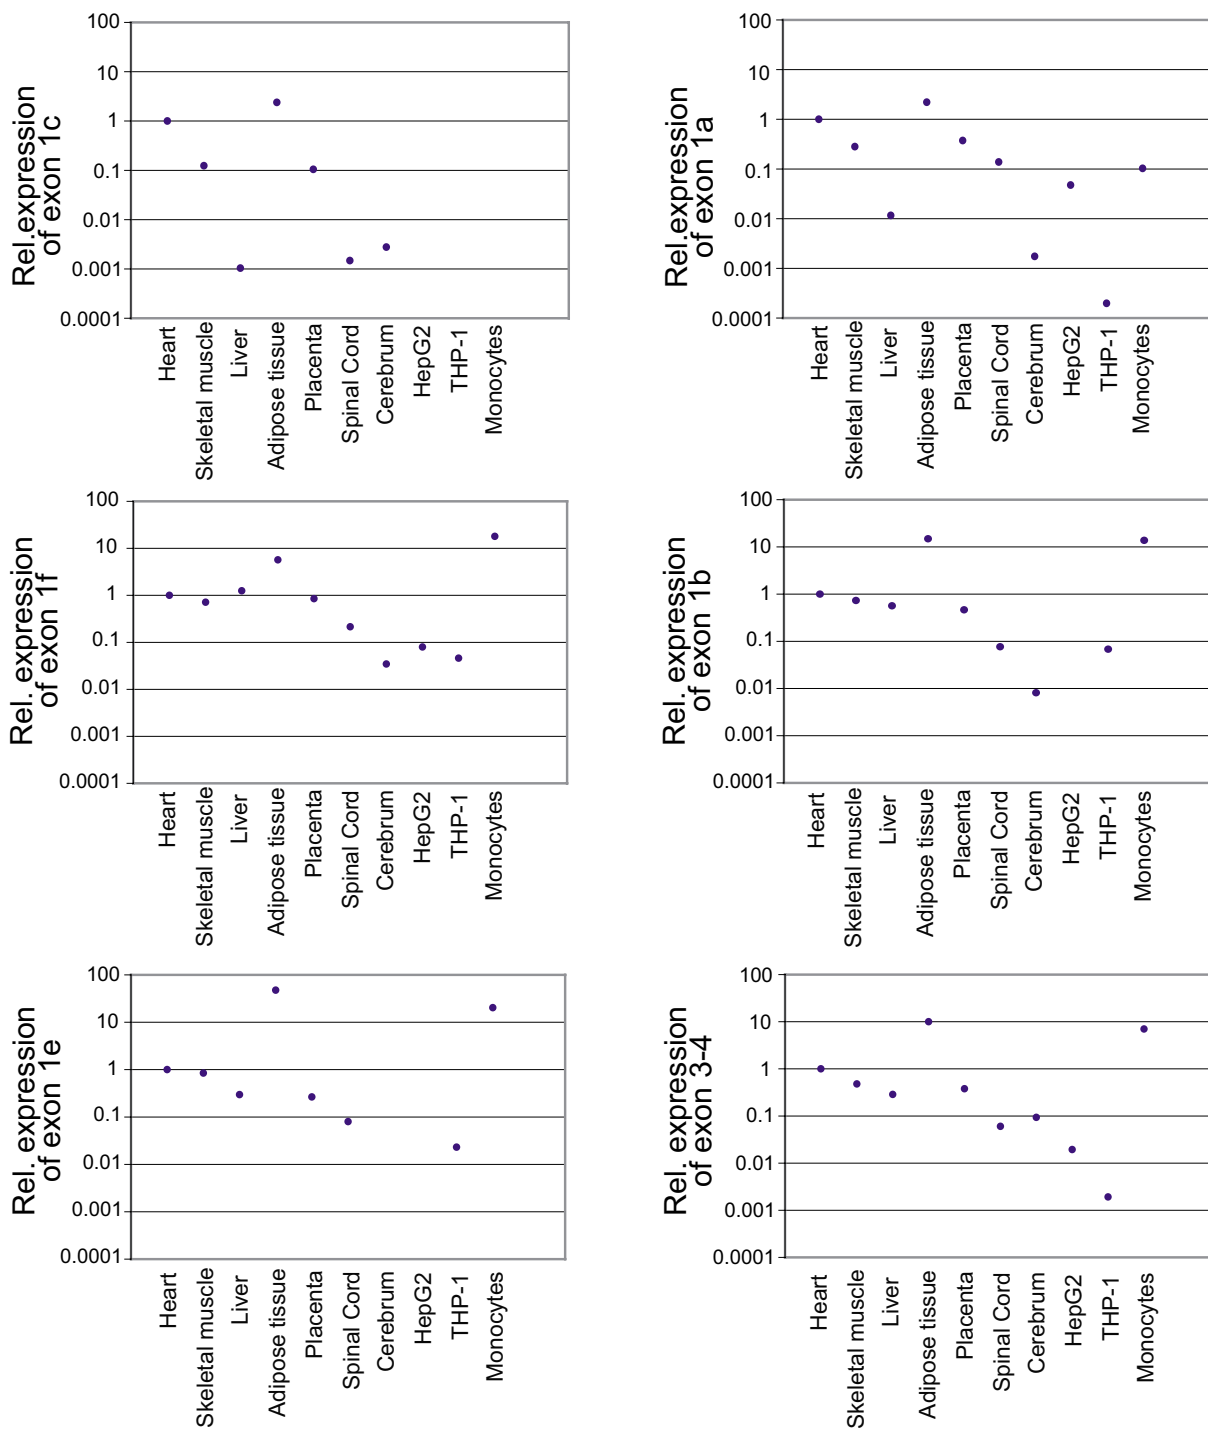 Rel.expression
of exon 1c
100
10
1
0.1
0.01
0.001
0.0001
Heart
Skeletal muscle
Liver
Adipose tissue
Placenta
Spinal Cord
Cerebrum
HepG2
THP-1
Monocytes
Rel.expression
of exon 1a
100
10
1
0.1
0.01
0.001
0.0001
Heart
Skeletal muscle
Liver
Adipose tissue
Placenta
Spinal Cord
Cerebrum
HepG2
THP-1
Monocytes
Rel. expression
of exon 1f
100
10
1
0.1
0.01
0.001
0.0001
Heart
Skeletal muscle
Liver
Adipose tissue
Placenta
Spinal Cord
Cerebrum
HepG2
THP-1
Monocytes
Rel. expression
of exon 1b
100
10
1
0.1
0.01
0.001
0.0001
Heart
Skeletal muscle
Liver
Adipose tissue
Placenta
Spinal Cord
Cerebrum
HepG2
THP-1
Monocytes
Rel. expression
of exon 1e
100
10
1
0.1
0.01
0.001
0.0001
Heart
Skeletal muscle
Liver
Adipose tissue
Placenta
Spinal Cord
Cerebrum
HepG2
THP-1
Monocytes
Rel. expression
of exon 3-4
100
10
1
0.1
0.01
0.001
0.0001
Heart
Skeletal muscle
Liver
Adipose tissue
Placenta
Spinal Cord
Cerebrum
HepG2
THP-1
Monocytes